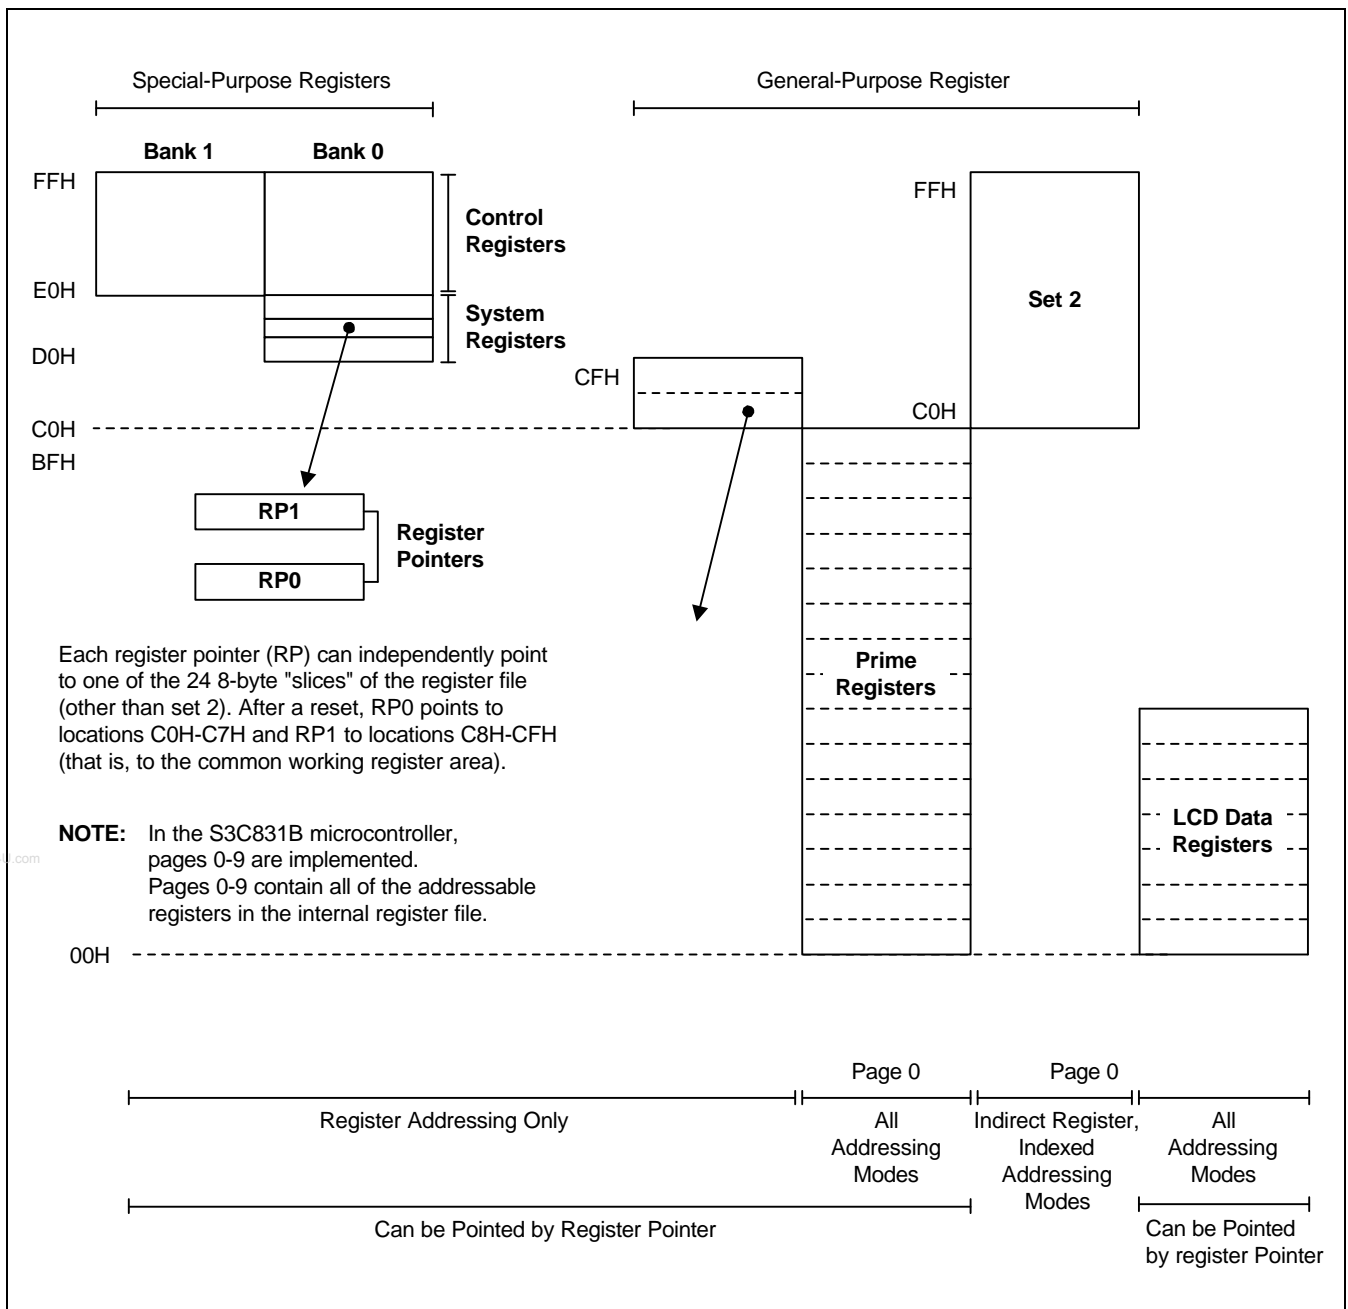 Special-Purpose Registers
General-Purpose Register
Bank 1
Bank 0
FFH
Control
Registers
E0H
System
Registers
D0H
C0H
BFH
RP1
RP0
Register
Pointers
FFH
Set 2
CFH
C0H
Prime
Registers
LCD Data
Registers
Each register pointer (RP) can independently point
to one of the 24 8-byte "slices" of the register file
(other than set 2). After a reset, RP0 points to
locations C0H-C7H and RP1 to locations C8H-CFH
(that is, to the common working register area).
NOTE: In the S3C831B microcontroller,
pages 0-9 are implemented.
Pages 0-9 contain all of the addressable
registers in the internal register file.
00H
Page 0
Page 0
Register Addressing Only
All
Addressing
Modes
Indirect Register,
Indexed
Addressing
Modes
All
Addressing
Modes
Can be Pointed by Register Pointer
Can be Pointed
by register Pointer